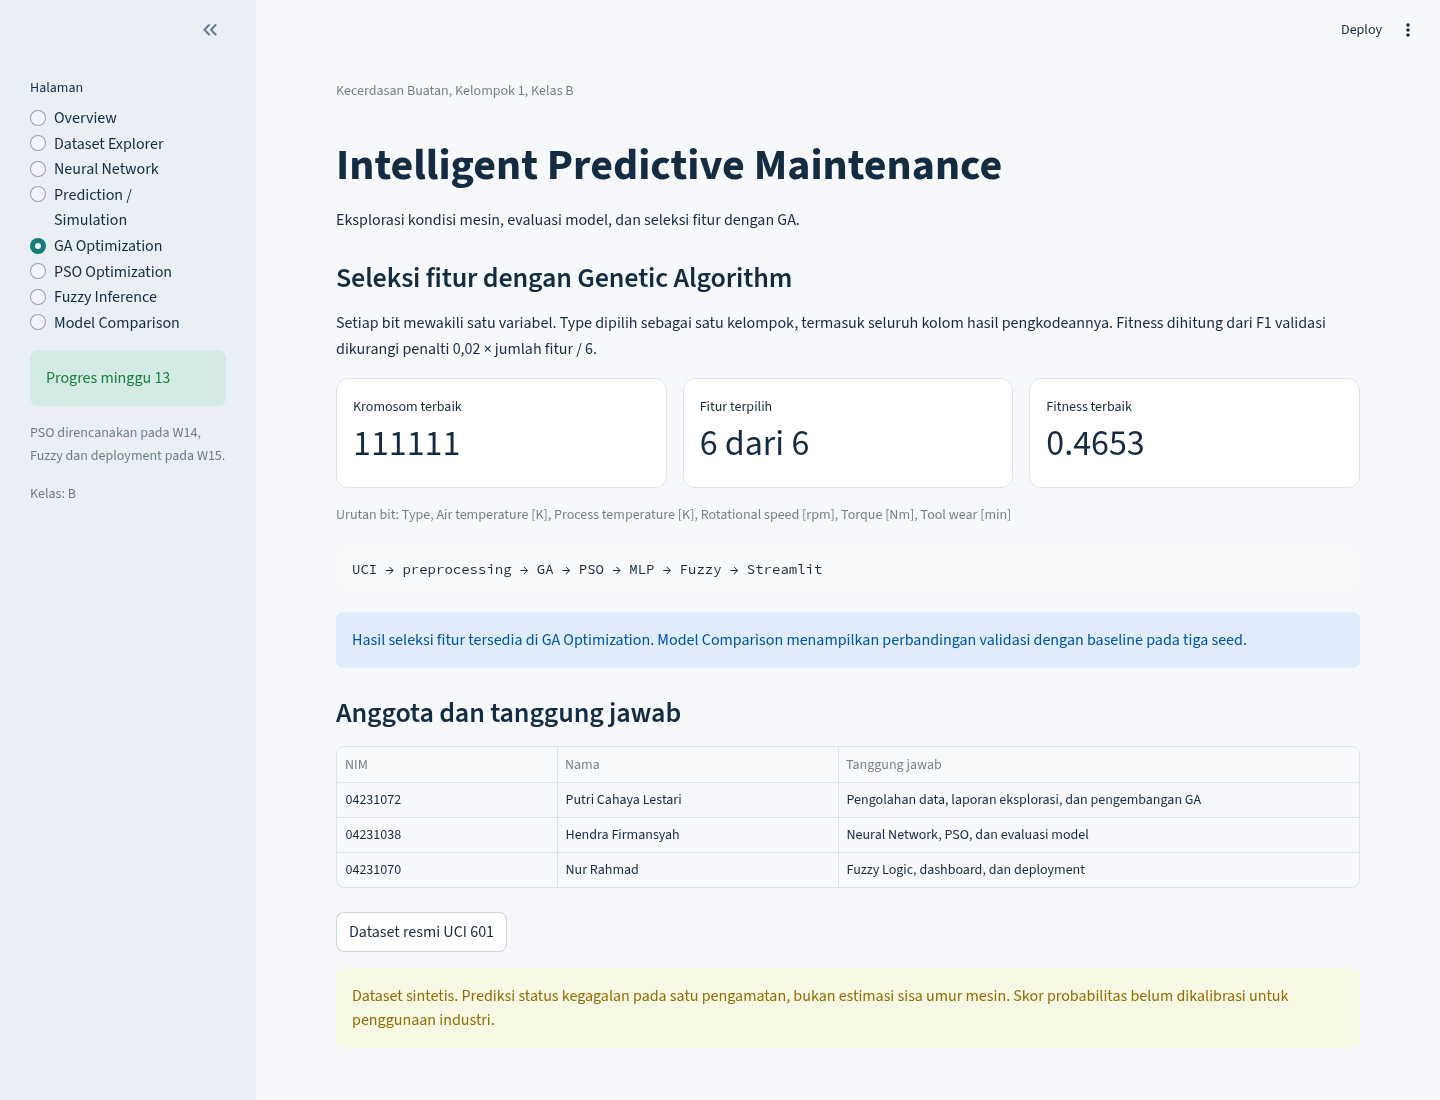 Deploy
Halaman
Overview
Dataset Explorer
Neural Network
Prediction /
Simulation
GA Optimization
PSO Optimization
Fuzzy Inference
Model Comparison
Progres minggu 13
PSO direncanakan pada W14,
Fuzzy dan deployment pada W15.
Kelas: B
Kecerdasan Buatan, Kelompok 1, Kelas B
Intelligent Predictive Maintenance
Eksplorasi kondisi mesin, evaluasi model, dan seleksi fitur dengan GA.
Seleksi fitur dengan Genetic Algorithm
Setiap bit mewakili satu variabel. Type dipilih sebagai satu kelompok, termasuk seluruh kolom hasil pengkodeannya. Fitness dihitung dari F1 validasi
dikurangi penalti 0,02 × jumlah fitur / 6.
Kromosom terbaik
111111
Fitur terpilih
6 dari 6
Fitness terbaik
0.4653
Urutan bit: Type, Air temperature [K], Process temperature [K], Rotational speed [rpm], Torque [Nm], Tool wear [min]
UCI → preprocessing → GA → PSO → MLP → Fuzzy → Streamlit
Hasil seleksi fitur tersedia di GA Optimization. Model Comparison menampilkan perbandingan validasi dengan baseline pada tiga seed.
Anggota dan tanggung jawab
NIM Nama Tanggung jawab
04231072 Putri Cahaya Lestari Pengolahan data, laporan eksplorasi, dan pengembangan GA
04231038 Hendra Firmansyah Neural Network, PSO, dan evaluasi model
04231070 Nur Rahmad Fuzzy Logic, dashboard, dan deployment
Dataset resmi UCI 601
Dataset sintetis. Prediksi status kegagalan pada satu pengamatan, bukan estimasi sisa umur mesin. Skor probabilitas belum dikalibrasi untuk
penggunaan industri.